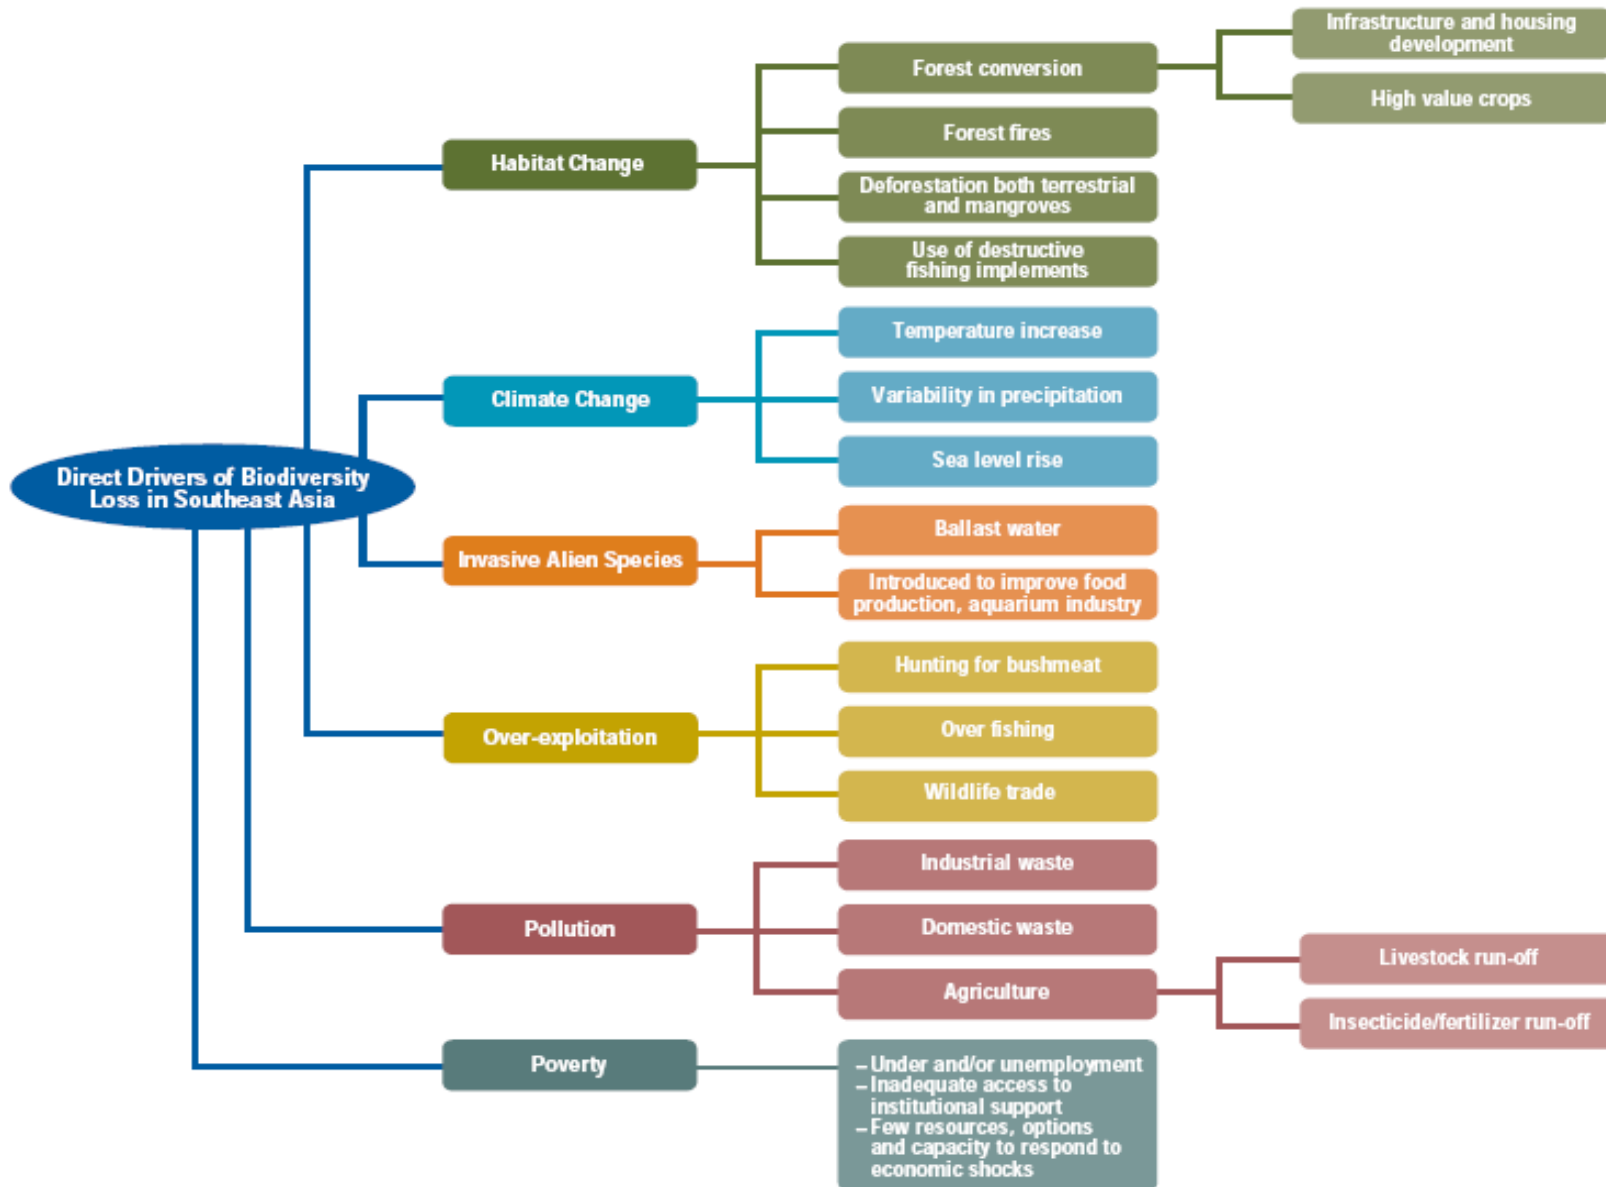 Direct Drivers of Biodiversity
Loss in Southeast Asia
Habitat Change
Forest conversion
Infrastructure and housing
development
High value crops
Forest fires
Deforestation both terrestrial
and mangroves
Use of destructive
fishing implements
Climate Change
Temperature increase
Variability in precipitation
Sea level rise
Invasive Alien Species
Ballast water
Introduced to improve food
production, aquarium industry
Over-exploitation
Hunting for bushmeat
Over fishing
Wildlife trade
Pollution
Industrial waste
Domestic waste
Agriculture
Livestock run-off
Insecticide/fertilizer run-off
Poverty
– Under and/or unemployment
– Inadequate access to
institutional support
– Few resources, options
and capacity to respond to
economic shocks